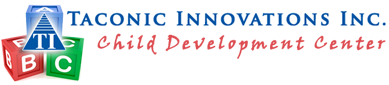 TACONIC INNOVATIONS INC.
Child Development Center
TI
B C
B